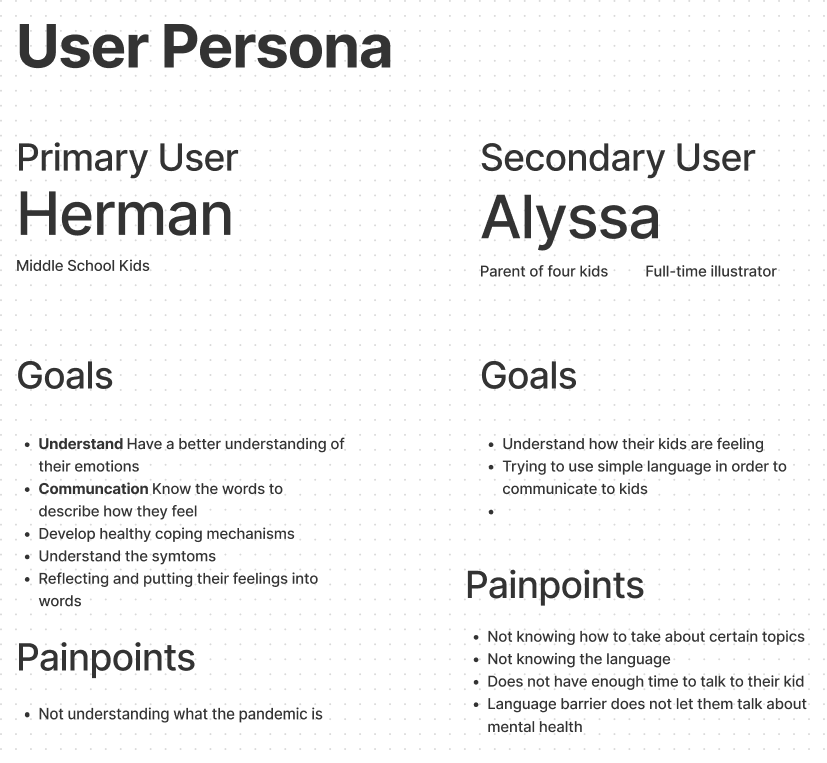 User Persona
Primary User
Herman
Middle School Kids
Goals
• Understand Have a better understanding of
their emotions
• Communcation Know the words to
describe how they feel
• Develop healthy coping mechanisms
• Understand the symtoms
• Reflecting and putting their feelings into
words
Painpoints
• Not understanding what the pandemic is
Secondary User
Alyssa
Parent of four kids Full-time illustrator
Goals
• Understand how their kids are feeling
• Trying to use simple language in order to
communicate to kids
•
Painpoints
• Not knowing how to take about certain topics
• Not knowing the language
• Does not have enough time to talk to their kid
• Language barrier does not let them talk about
mental health